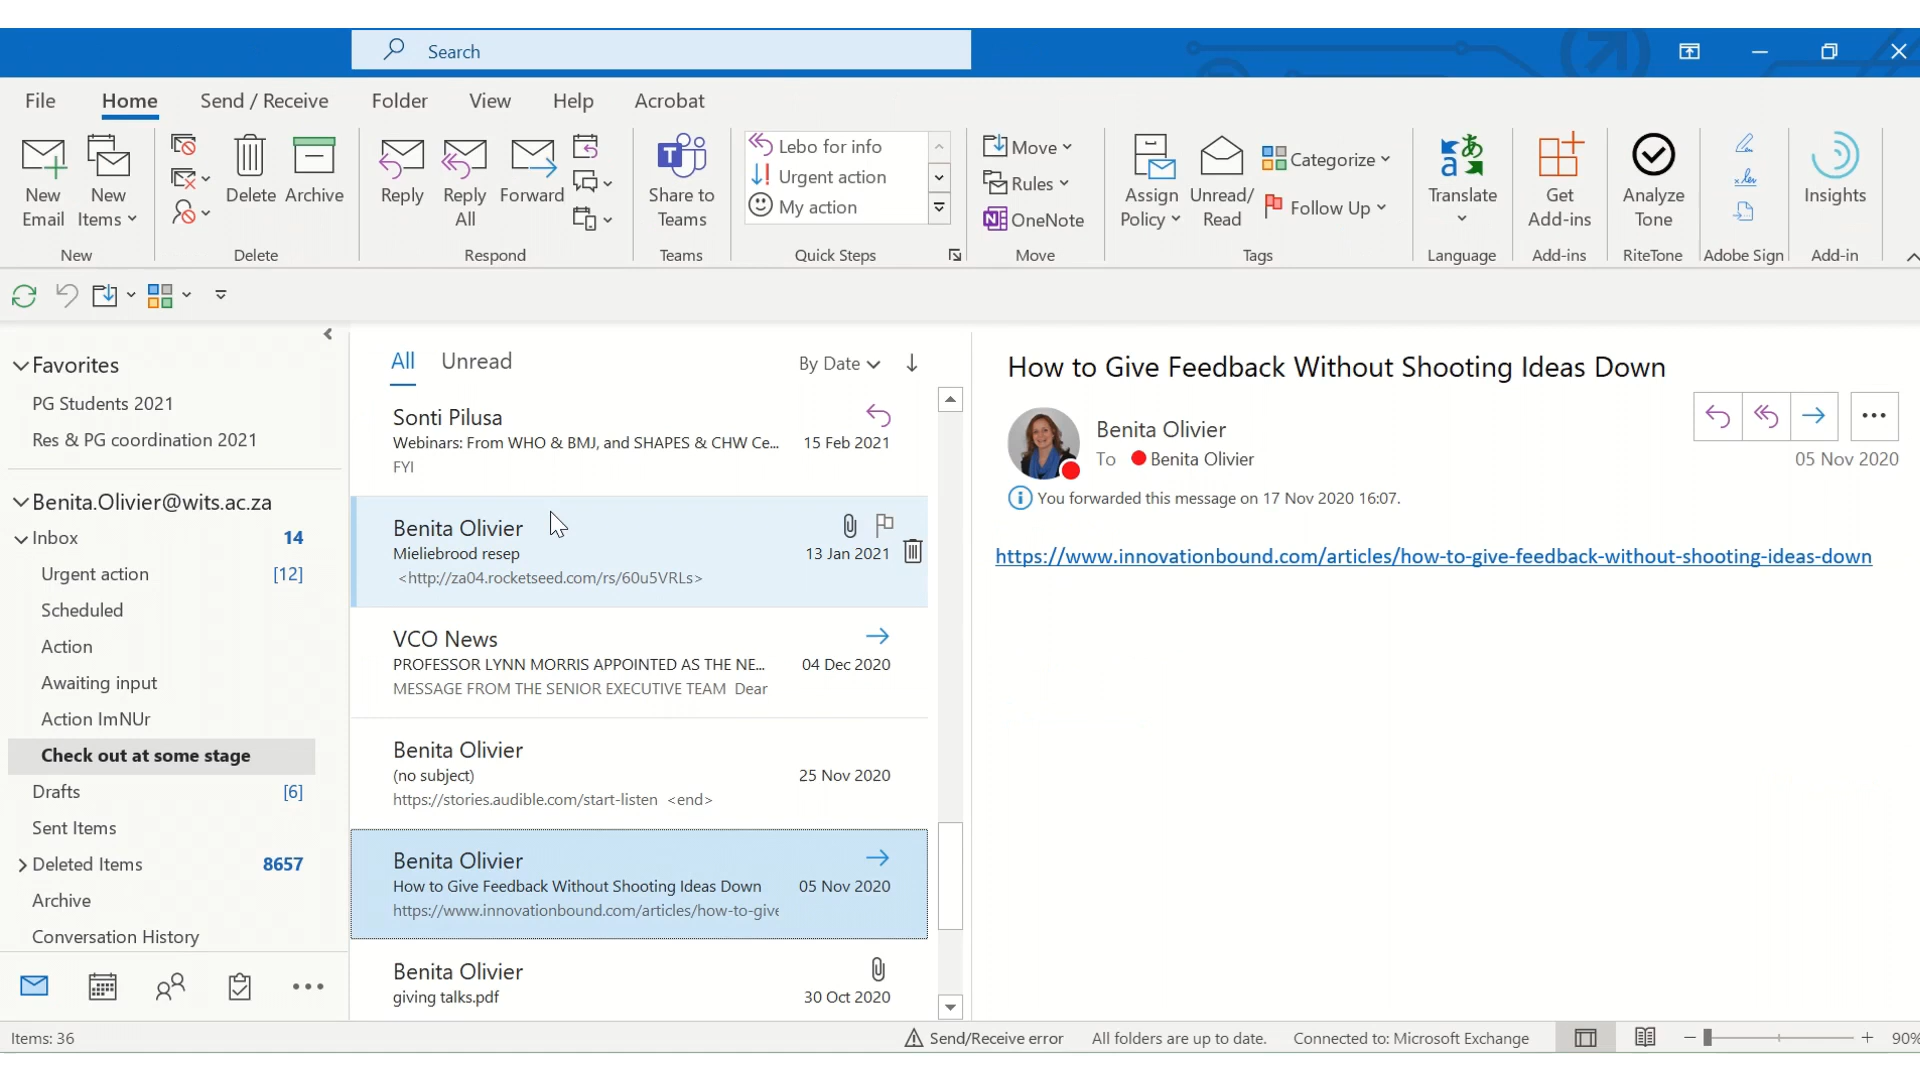 Search
File Home Send / Receive Folder View Help Acrobat
New Email
New Items
Delete
Archive
Reply
Reply All
Forward
Share to Teams
Lebo for info
Urgent action
My action
Move
Rules
OneNote
Assign Policy
Unread/ Read
Categorize
Follow Up
Translate
Get Add-ins
Analyze Tone
Insights
New Delete Respond Teams Quick Steps Move Tags Language Add-ins RiteTone Adobe Sign Add-in
Favorites
PG Students 2021
Res & PG coordination 2021
Benita.Olivier@wits.ac.za
Inbox 14
Urgent action [12]
Scheduled
Action
Awaiting input
Action ImNUr
Check out at some stage
Drafts [6]
Sent Items
Deleted Items 8657
Archive
Conversation History
All Unread By Date
Sonti Pilusa
Webinars: From WHO & BMJ, and SHAPES & CHW Ce... 15 Feb 2021
FYI
Benita Olivier
Mieliebrood resep 13 Jan 2021
<http://za04.rocketseed.com/rs/60u5VRLs>
VCO News
PROFESSOR LYNN MORRIS APPOINTED AS THE NE... 04 Dec 2020
MESSAGE FROM THE SENIOR EXECUTIVE TEAM Dear
Benita Olivier
(no subject) 25 Nov 2020
https://stories.audible.com/start-listen <end>
Benita Olivier
How to Give Feedback Without Shooting Ideas Down 05 Nov 2020
https://www.innovationbound.com/articles/how-to-give
Benita Olivier
giving talks.pdf 30 Oct 2020
How to Give Feedback Without Shooting Ideas Down
Benita Olivier
To Benita Olivier
05 Nov 2020
You forwarded this message on 17 Nov 2020 16:07.
https://www.innovationbound.com/articles/how-to-give-feedback-without-shooting-ideas-down
Items: 36 Send/Receive error All folders are up to date. Connected to: Microsoft Exchange 90%